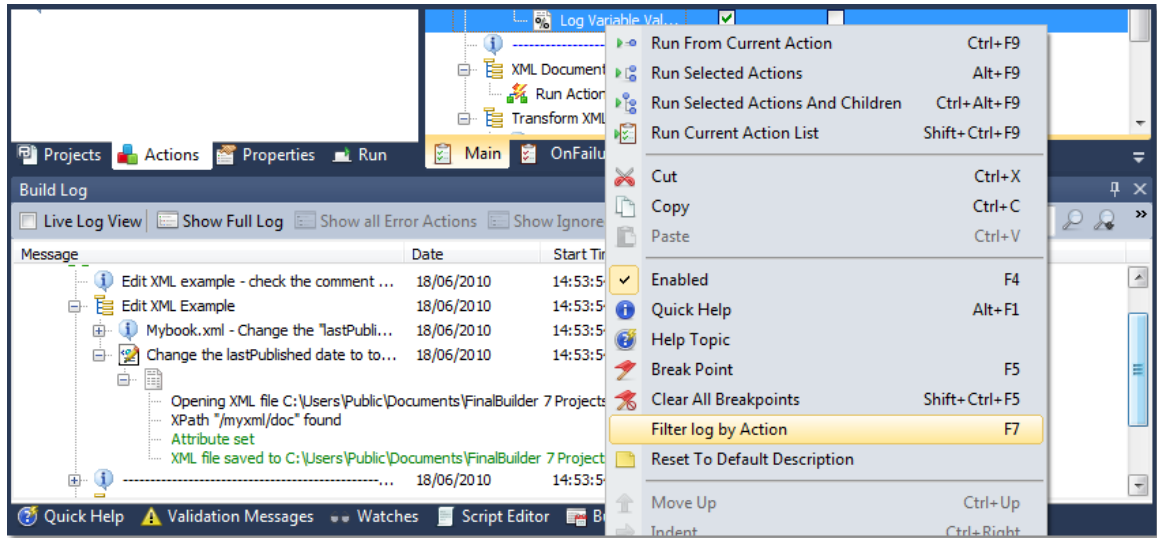 Log Variable Val...
XML Document
Run Action
Transform XML
Projects Actions Properties Run
Main OnFailu
Build Log
Live Log View Show Full Log Show all Error Actions Show Ignore
Message Date Start Tir
Edit XML example - check the comment ... 18/06/2010 14:53:5
Edit XML Example 18/06/2010 14:53:5
Mybook.xml - Change the "lastPubli... 18/06/2010 14:53:5
Change the lastPublished date to to... 18/06/2010 14:53:5
Opening XML file C:\Users\Public\Documents\FinalBuilder 7 Projects
XPath "/myxml/doc" found
Attribute set
XML file saved to C:\Users\Public\Documents\FinalBuilder 7 Project
---------------------------------------------... 18/06/2010 14:53:5
Quick Help Validation Messages Watches Script Editor B
Run From Current Action Ctrl+F9
Run Selected Actions Alt+F9
Run Selected Actions And Children Ctrl+Alt+F9
Run Current Action List Shift+Ctrl+F9
Cut Ctrl+X
Copy Ctrl+C
Paste Ctrl+V
Enabled F4
Quick Help Alt+F1
Help Topic
Break Point F5
Clear All Breakpoints Shift+Ctrl+F5
Filter log by Action F7
Reset To Default Description
Move Up Ctrl+Up
Indent Ctrl+Right